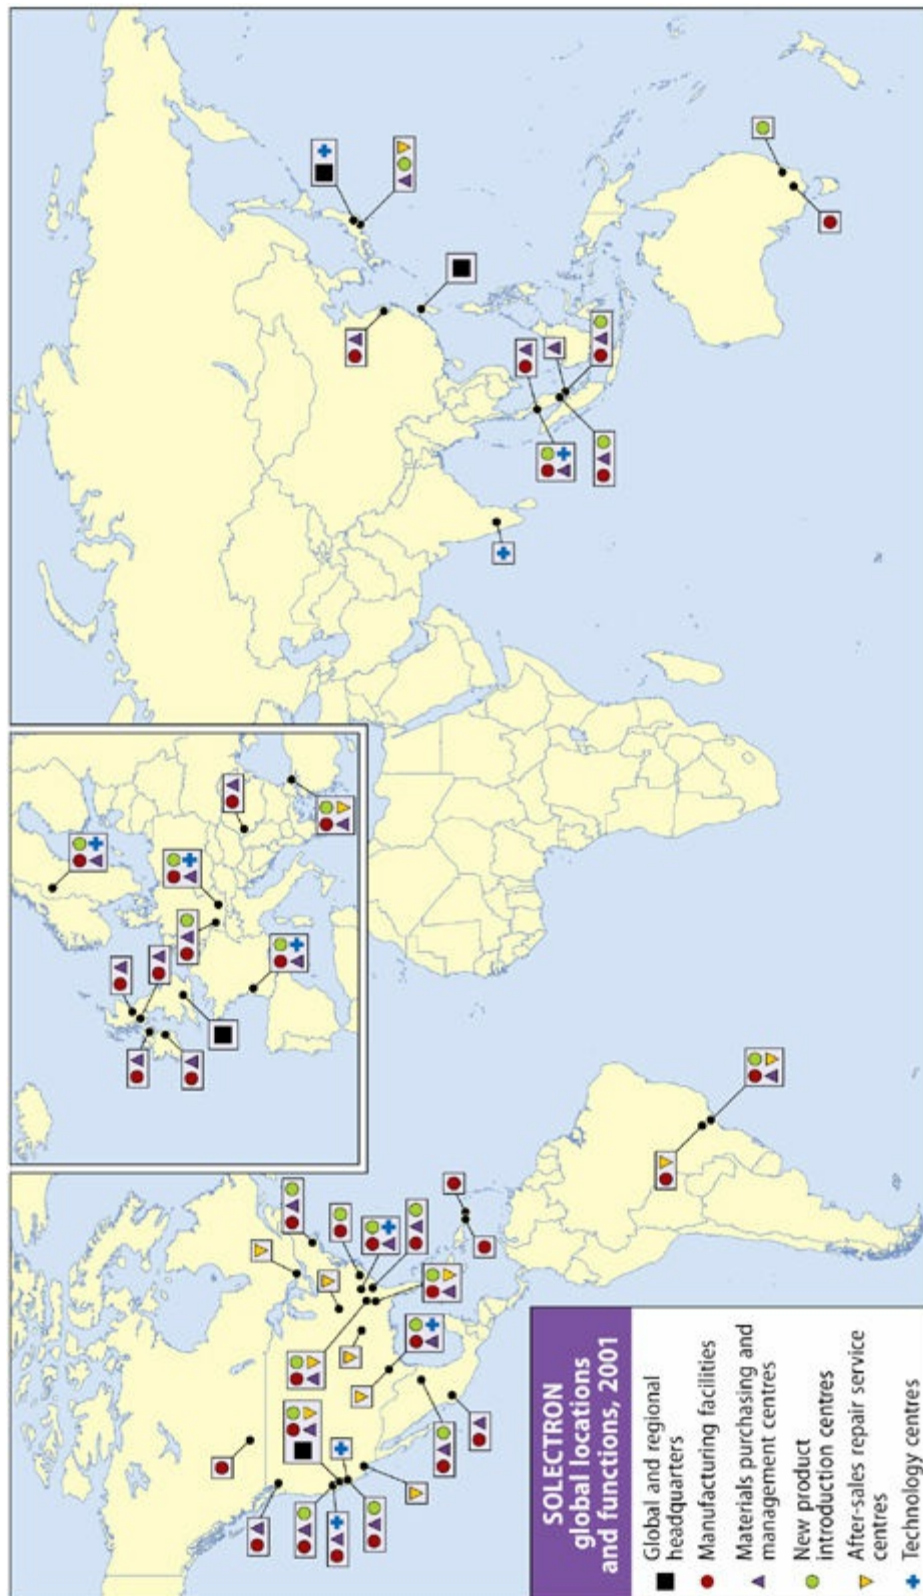 SOLECTRON
global locations
and functions, 2001
Global and regional
headquarters
Manufacturing facilities
Materials purchasing and
management centres
New product
introduction centres
After-sales repair service
centres
Technology centres